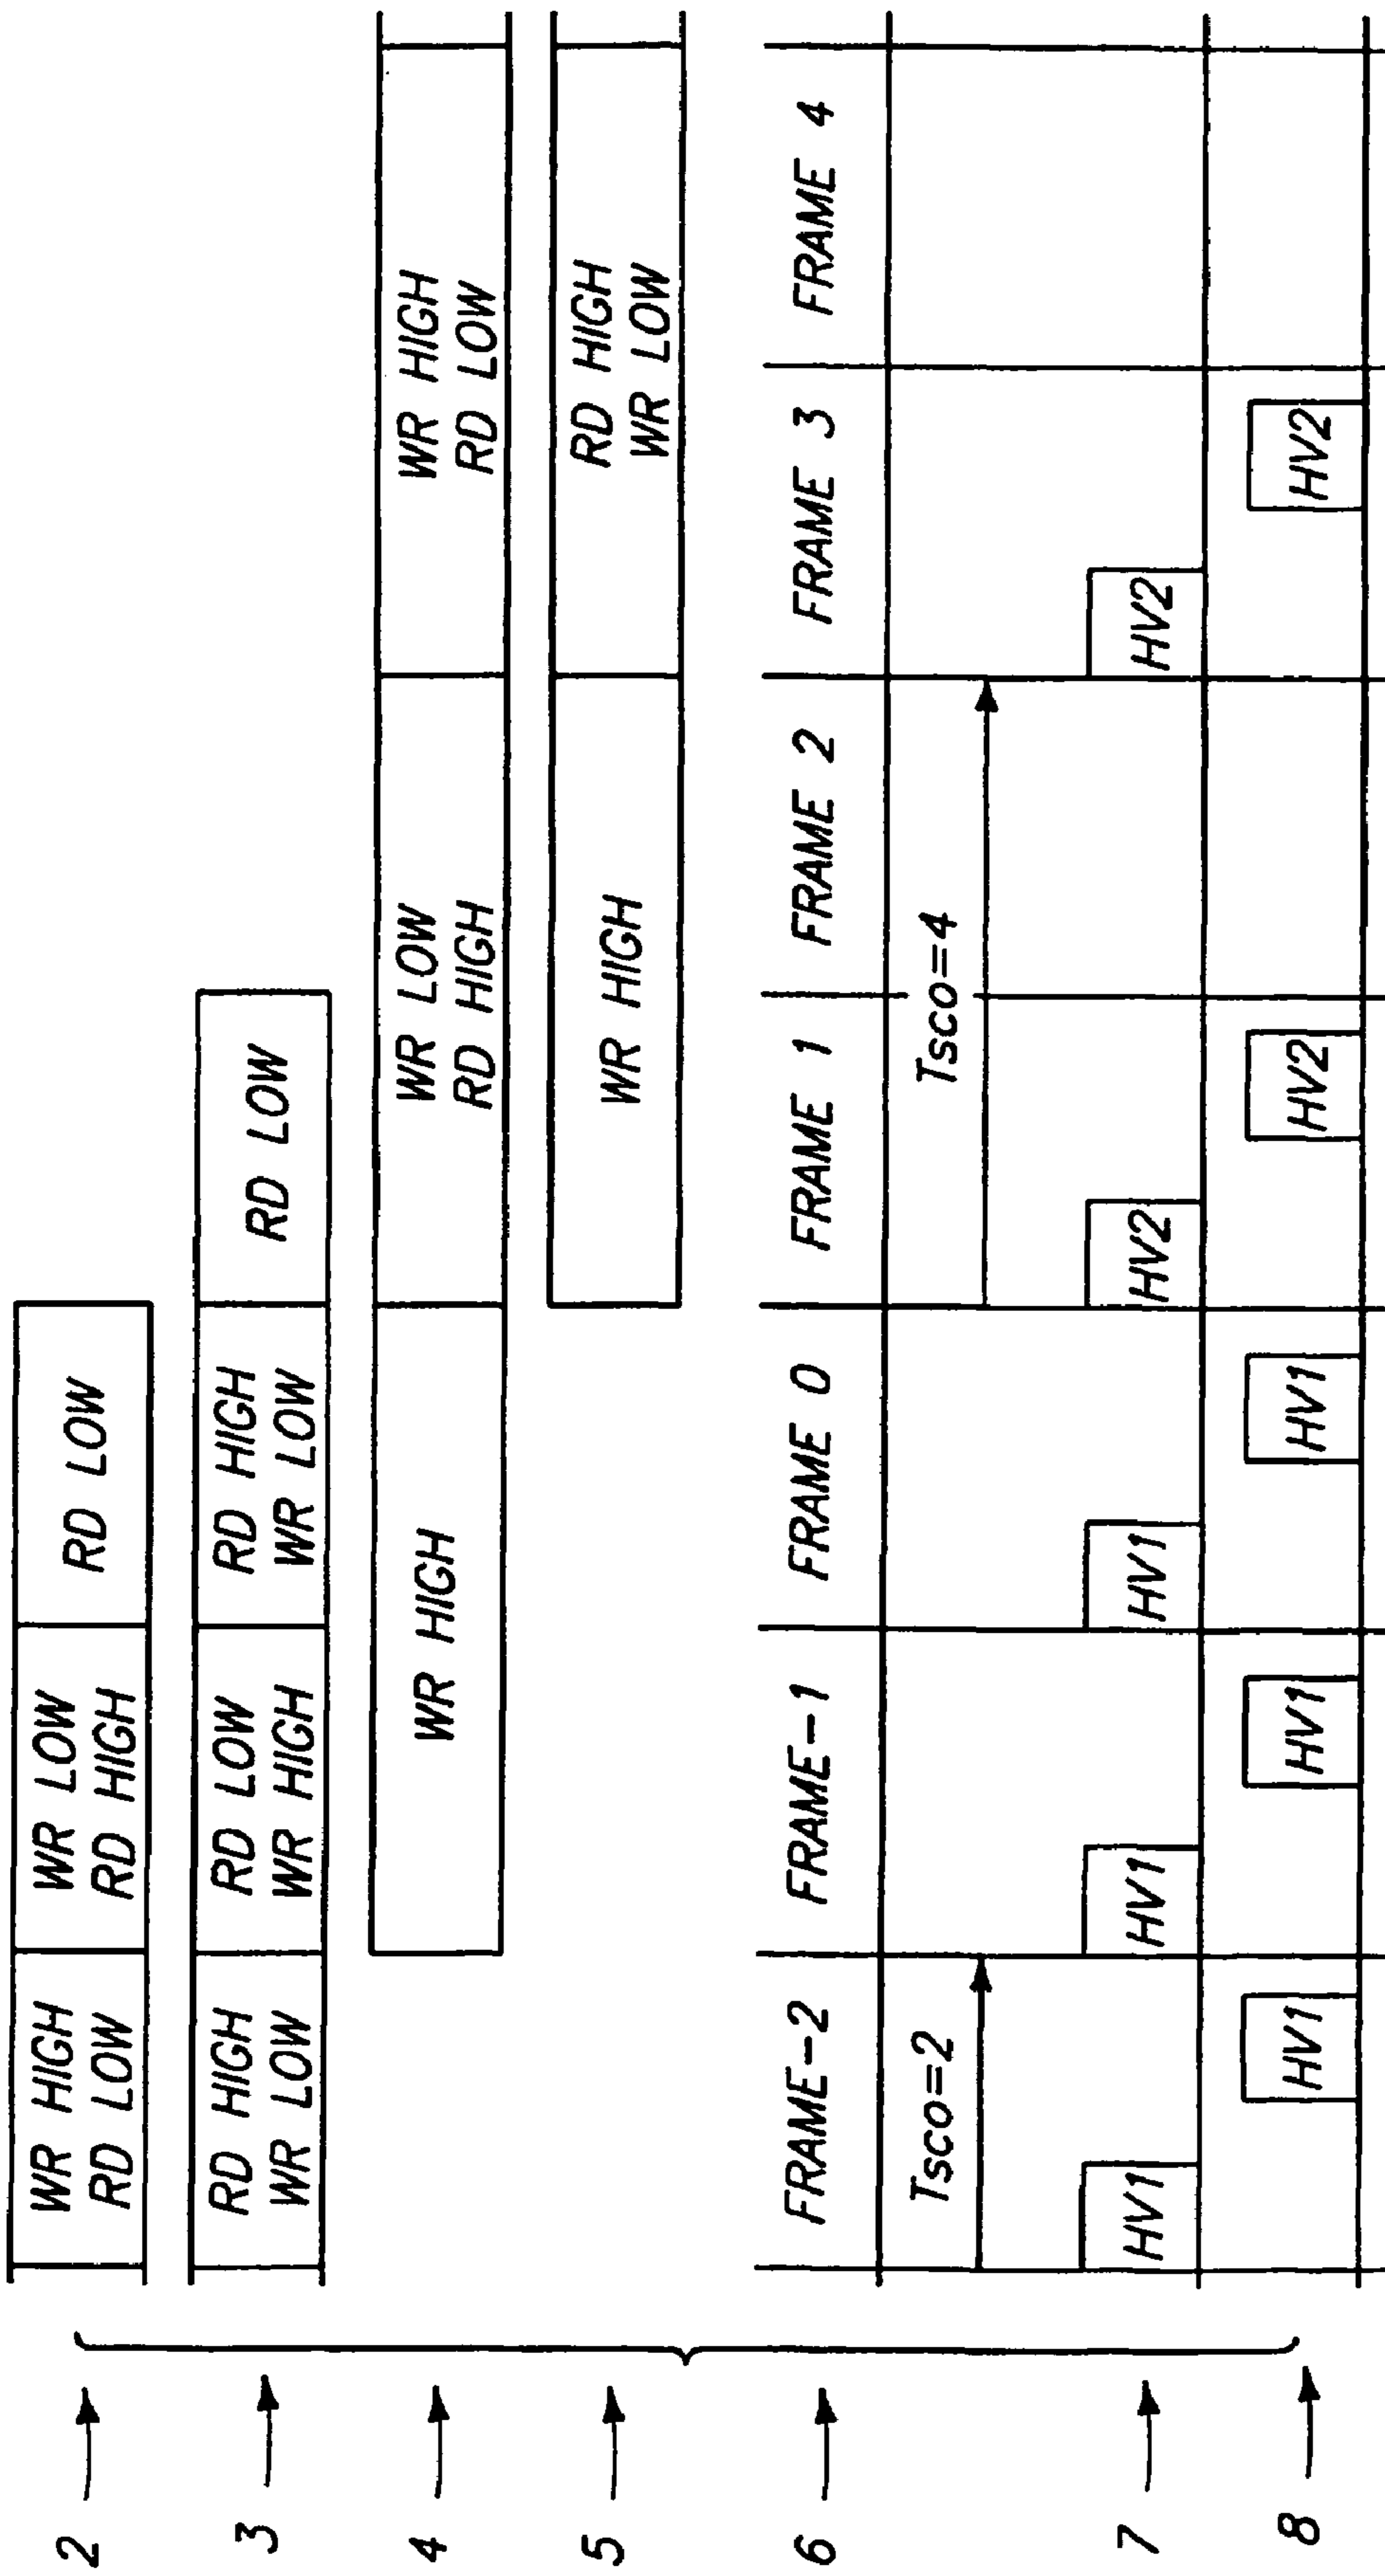 2
WR HIGH
RD LOW
WR LOW
RD HIGH
RD LOW
3
RD HIGH
WR LOW
RD LOW
WR HIGH
RD HIGH
WR LOW
RD LOW
4
WR HIGH
WR LOW
RD HIGH
WR HIGH
RD LOW
5
WR HIGH
RD HIGH
WR LOW
6
FRAME-2
FRAME-1
FRAME 0
FRAME 1
FRAME 2
FRAME 3
FRAME 4
Tsco=2
Tsco=4
7
HV1
HV1
HV1
HV2
HV2
8
HV1
HV1
HV1
HV2
HV2